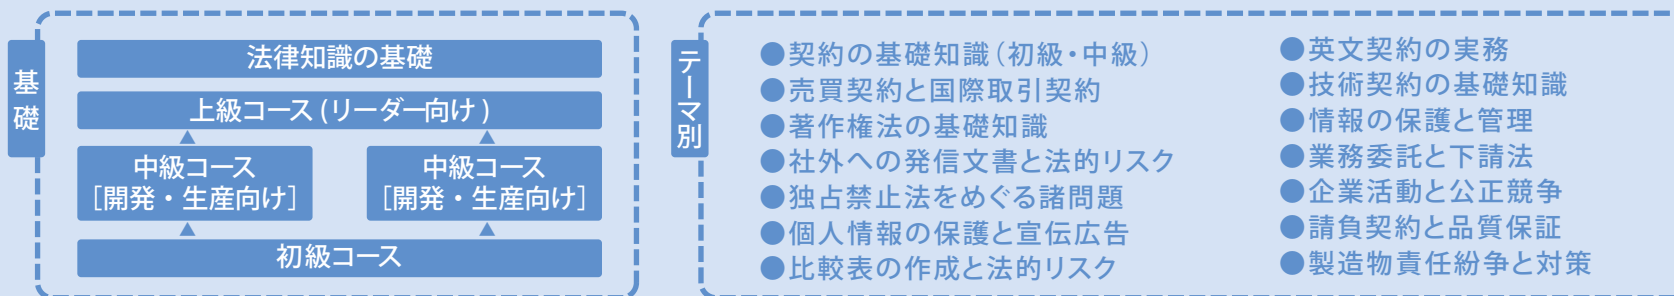 基礎
法律知識の基礎
上級コース (リーダー向け )
中級コース
[開発・生産向け]
中級コース
[開発・生産向け]
初級コース
テーマ別
●契約の基礎知識（初級・中級）
●売買契約と国際取引契約
●著作権法の基礎知識
●社外への発信文書と法的リスク
●独占禁止法をめぐる諸問題
●個人情報の保護と宣伝広告
●比較表の作成と法的リスク
●英文契約の実務
●技術契約の基礎知識
●情報の保護と管理
●業務委託と下請法
●企業活動と公正競争
●請負契約と品質保証
●製造物責任紛争と対策